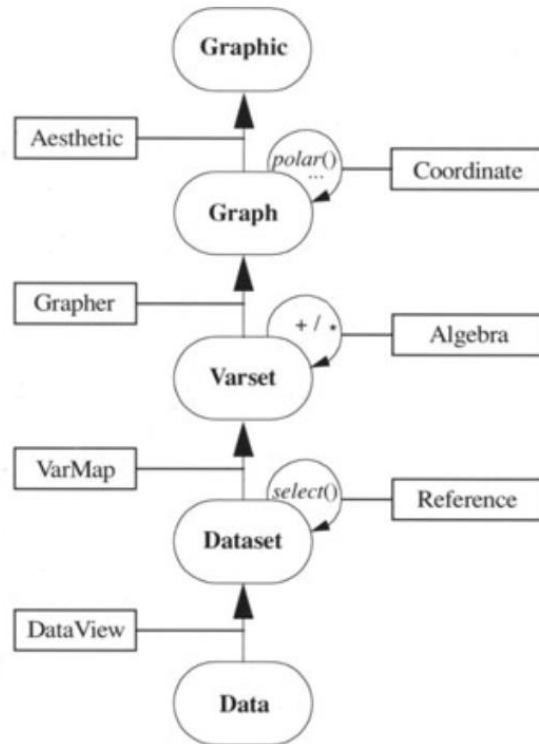 Graphic
Aesthetic
polar()
...
Coordinate
Graph
Grapher
+ / *
Algebra
Varset
VarMap
select()
Reference
Dataset
DataView
Data